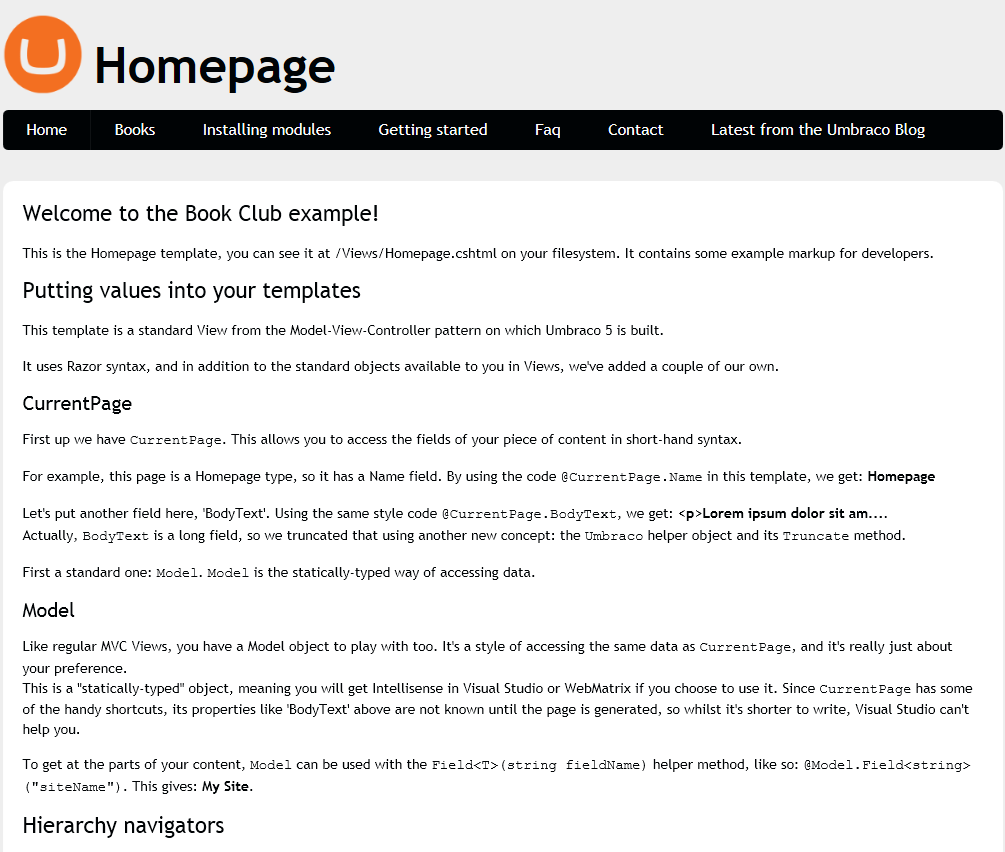 Homepage
Home Books Installing modules Getting started Faq Contact Latest from the Umbraco Blog
Welcome to the Book Club example!
This is the Homepage template, you can see it at /Views/Homepage.cshtml on your filesystem. It contains some example markup for developers.
Putting values into your templates
This template is a standard View from the Model-View-Controller pattern on which Umbraco 5 is built.
It uses Razor syntax, and in addition to the standard objects available to you in Views, we've added a couple of our own.
CurrentPage
First up we have CurrentPage. This allows you to access the fields of your piece of content in short-hand syntax.
For example, this page is a Homepage type, so it has a Name field. By using the code @CurrentPage.Name in this template, we get: Homepage
Let's put another field here, 'BodyText'. Using the same style code @CurrentPage.BodyText, we get: <p>Lorem ipsum dolor sit am....
Actually, BodyText is a long field, so we truncated that using another new concept: the Umbraco helper object and its Truncate method.
First a standard one: Model. Model is the statically-typed way of accessing data.
Model
Like regular MVC Views, you have a Model object to play with too. It's a style of accessing the same data as CurrentPage, and it's really just about
your preference.
This is a "statically-typed" object, meaning you will get Intellisense in Visual Studio or WebMatrix if you choose to use it. Since CurrentPage has some
of the handy shortcuts, its properties like 'BodyText' above are not known until the page is generated, so whilst it's shorter to write, Visual Studio can't
help you.
To get at the parts of your content, Model can be used with the Field<T>(string fieldName) helper method, like so: @Model.Field<string>
("siteName"). This gives: My Site.
Hierarchy navigators